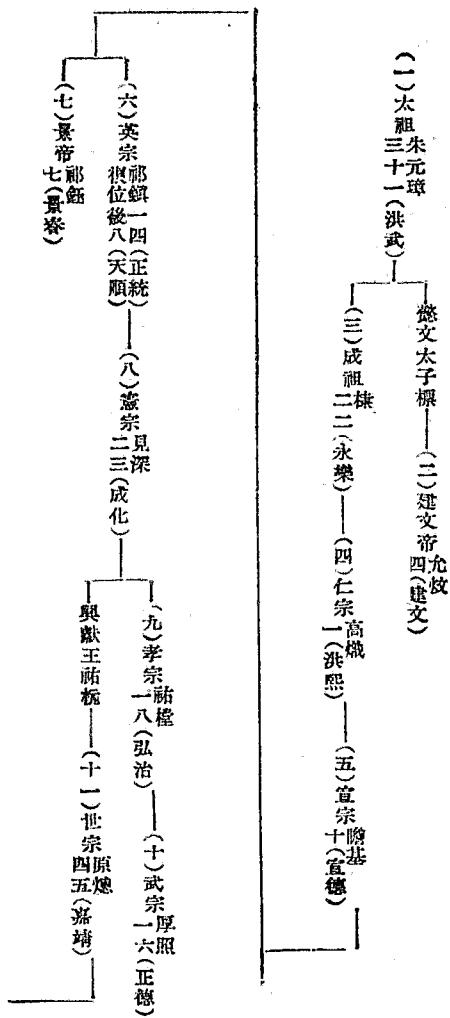 (一)太祖
朱元璋
三十一(洪武)
懿文太子標
(二)建文帝
允炆
四(建文)
(三)成祖
棣
二二(永樂)
(四)仁宗
高熾
一(洪熙)
(五)宣宗
瞻基
十(宣德)
(六)英宗
祁鎮一四(正統)
復位後八(天順)
(七)景帝
祁鈺
七(景泰)
(八)憲宗
見深
二三(成化)
(九)孝宗
祐樘
一八(弘治)
(十)武宗
厚照
一六(正德)
興獻王祐杬
(十一)世宗
原熜
四五(嘉靖)